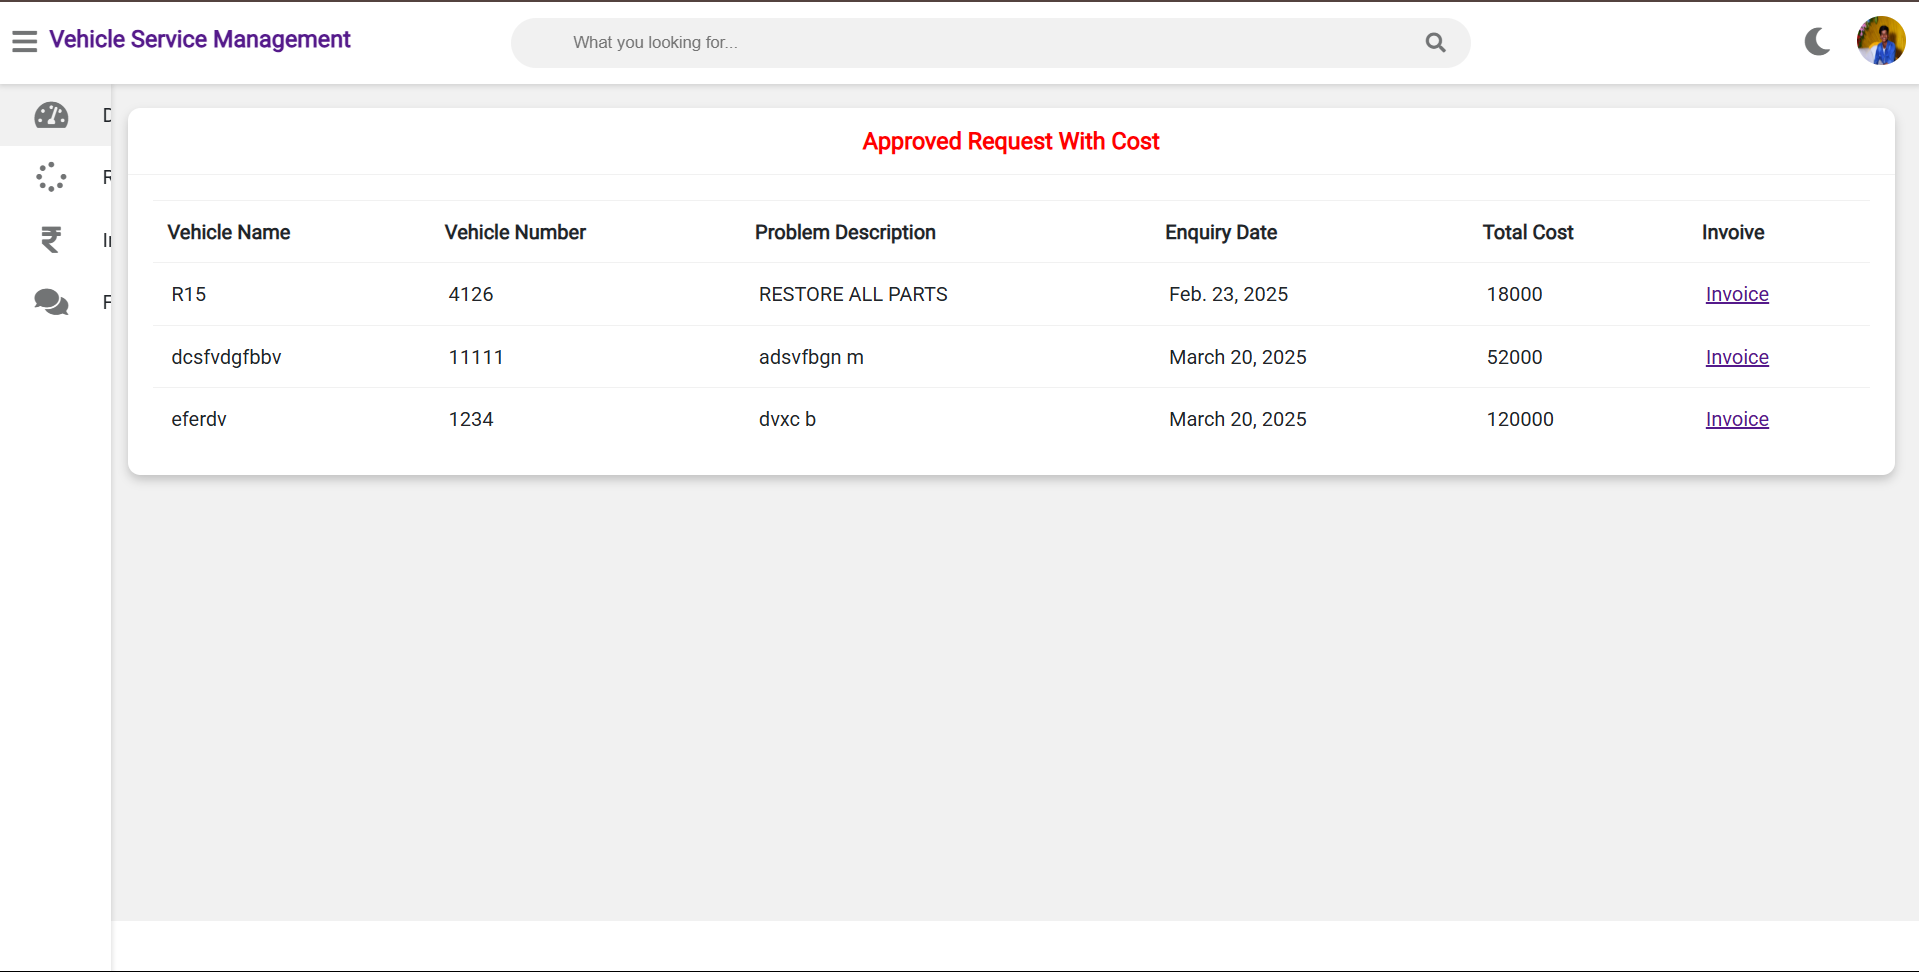 Vehicle Service Management
What you looking for...
Approved Request With Cost
Vehicle Name Vehicle Number Problem Description Enquiry Date Total Cost Invoive
R15 4126 RESTORE ALL PARTS Feb. 23, 2025 18000 Invoice
dcsfvdgfbbv 11111 adsvfbgn m March 20, 2025 52000 Invoice
eferdv 1234 dvxc b March 20, 2025 120000 Invoice